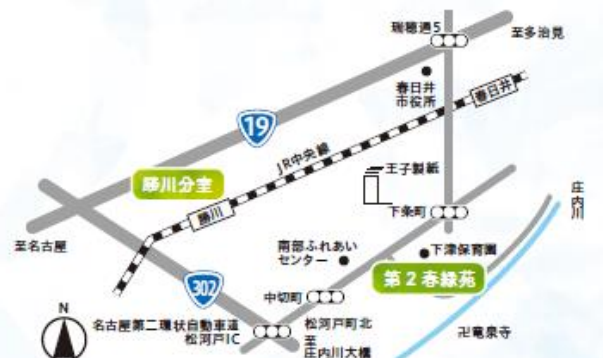 瑞穂通5
至多治見
春日井
市役所
春日井
19
JR中央線
王子製紙
勝川分室
勝川
下条町
庄内川
至名古屋
南部ふれあい
センター
下津保育園
第2春緑苑
302
中切町
N
名古屋第二環状自動車道
松河戸IC
松河戸町北
至
庄内川大橋
卍竜泉寺